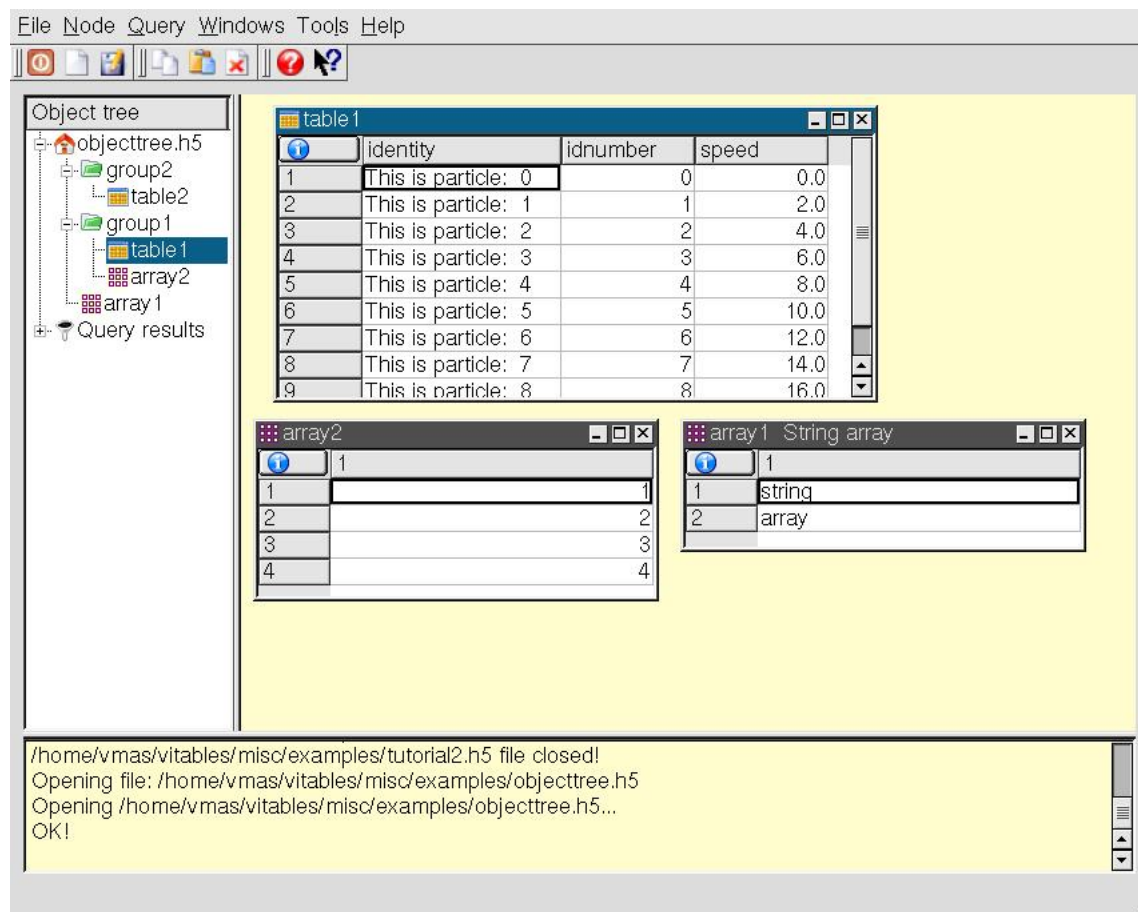 File Node Query Windows Tools Help
Object tree
objecttree.h5
group2
table2
group1
table1
array2
array1
Query results
table1
identity idnumber speed
1 This is particle: 0 0 0.0
2 This is particle: 1 1 2.0
3 This is particle: 2 2 4.0
4 This is particle: 3 3 6.0
5 This is particle: 4 4 8.0
6 This is particle: 5 5 10.0
7 This is particle: 6 6 12.0
8 This is particle: 7 7 14.0
9 This is particle: 8 8 16.0
array2
1
1 1
2 2
3 3
4 4
array1 String array
1
1 string
2 array
/home/vmas/vitables/misc/examples/tutorial2.h5 file closed!
Opening file: /home/vmas/vitables/misc/examples/objecttree.h5
Opening /home/vmas/vitables/misc/examples/objecttree.h5...
OK!